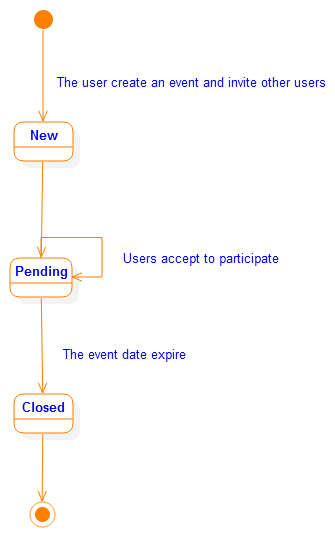 The user create an event and invite other users
New
Pending
Users accept to participate
The event date expire
Closed